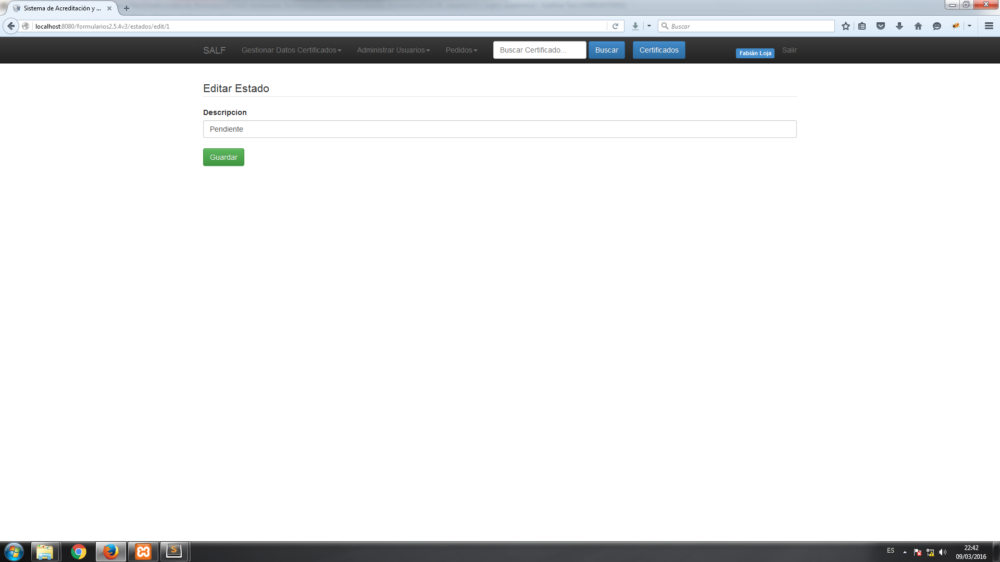 Sistema de Acreditación y ...
localhost:8080/formularios2.5.4v3/estados/edit/1
Buscar
SALF
Gestionar Datos Certificados
Administrar Usuarios
Pedidos
Buscar Certificado...
Buscar
Certificados
Fabián Loja
Salir
Editar Estado
Descripcion
Pendiente
Guardar
ES
22:42
09/03/2016